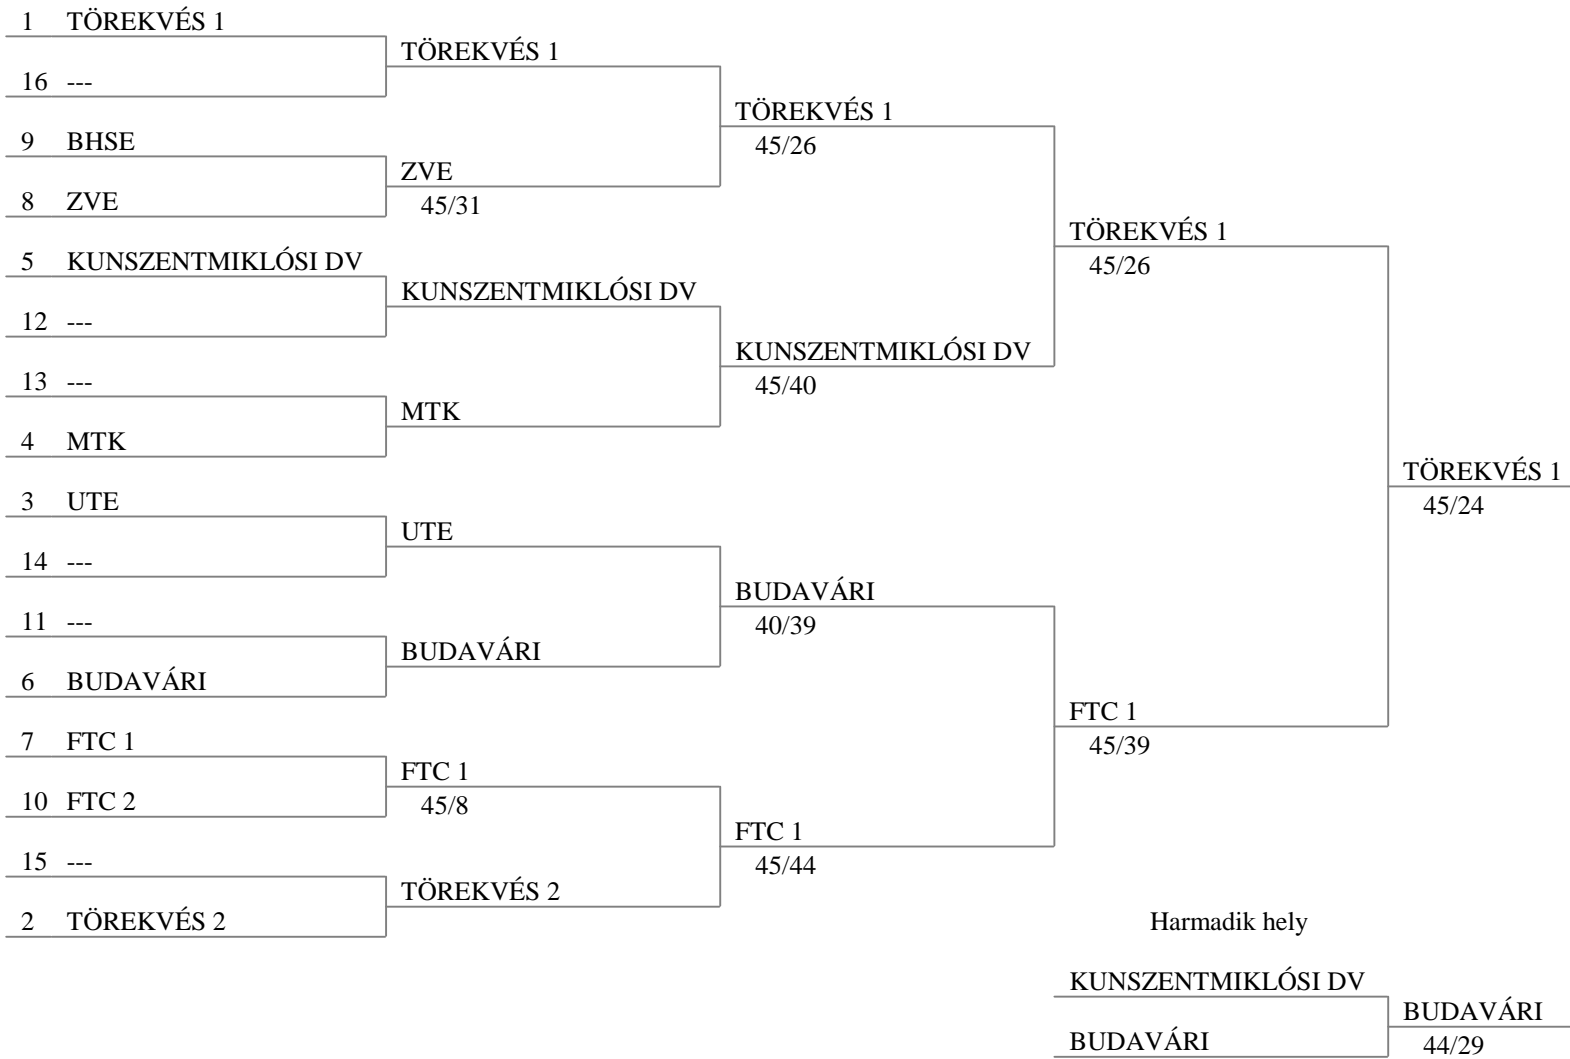 1 TÖREKVÉS 1
16 ---
9 BHSE
8 ZVE
5 KUNSZENTMIKLÓSI DV
12 ---
13 ---
4 MTK
3 UTE
14 ---
11 ---
6 BUDAVÁRI
7 FTC 1
10 FTC 2
15 ---
2 TÖREKVÉS 2
TÖREKVÉS 1
ZVE
45/31
KUNSZENTMIKLÓSI DV
MTK
UTE
BUDAVÁRI
FTC 1
45/8
TÖREKVÉS 2
TÖREKVÉS 1
45/26
KUNSZENTMIKLÓSI DV
45/40
BUDAVÁRI
40/39
FTC 1
45/44
TÖREKVÉS 1
45/26
FTC 1
45/39
TÖREKVÉS 1
45/24
Harmadik hely
KUNSZENTMIKLÓSI DV
BUDAVÁRI
BUDAVÁRI
44/29